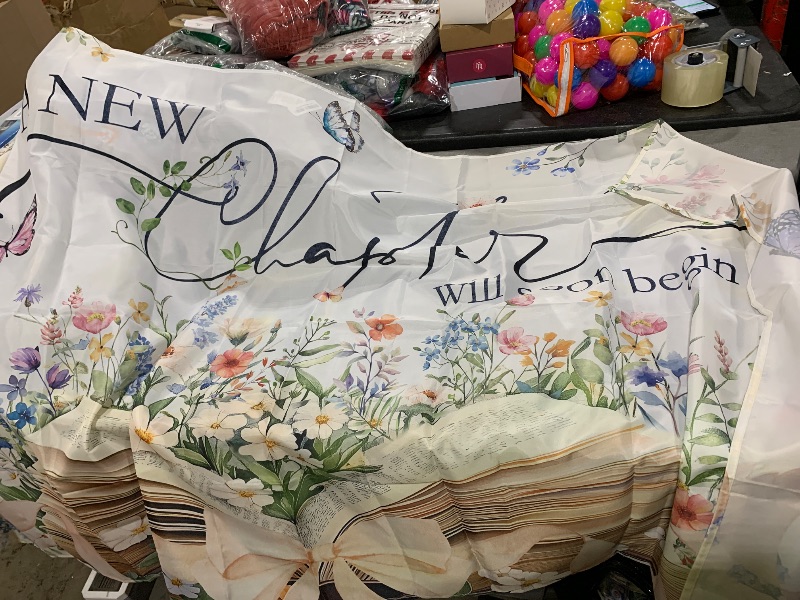 NEW
Chapter
will soon begin